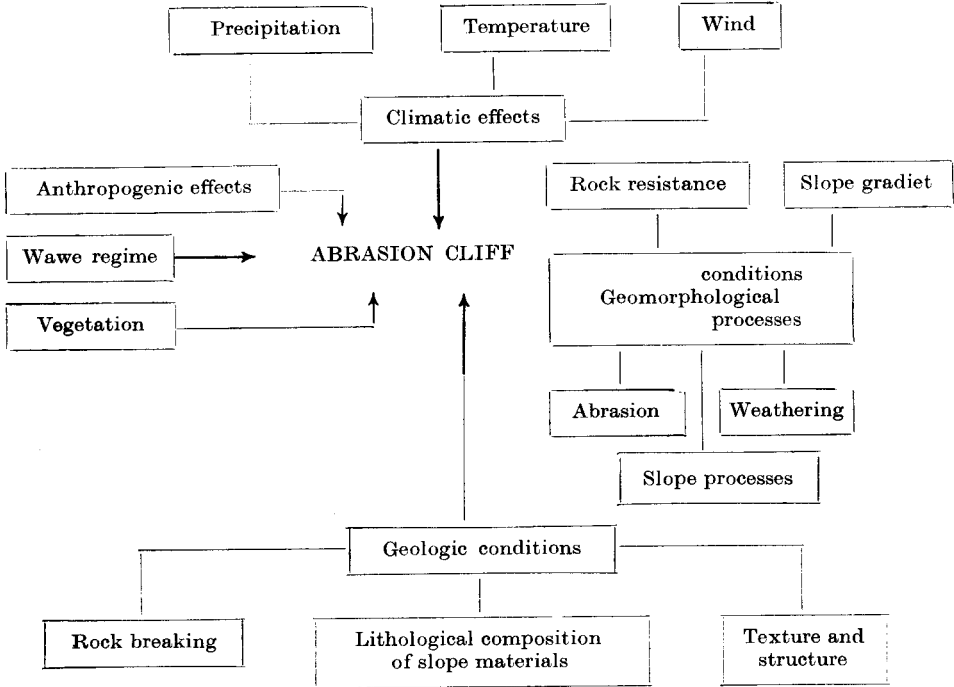 Precipitation
Temperature
Wind
Climatic effects
Anthropogenic effects
Rock resistance
Slope gradiet
Wawe regime
ABRASION CLIFF
conditions
Geomorphological
processes
Vegetation
Abrasion
Weathering
Slope processes
Geologic conditions
Rock breaking
Lithological composition
of slope materials
Texture and
structure